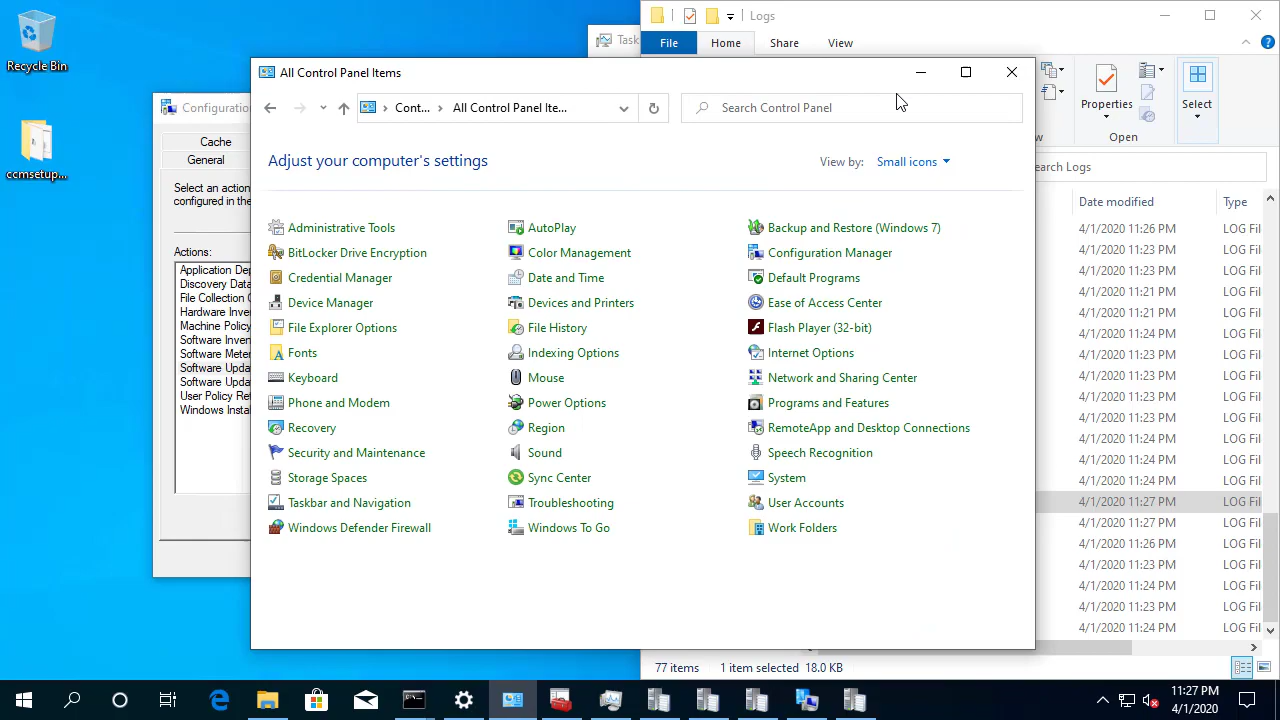 Recycle Bin
ccmsetup...
Configuration
Cache
General
Select an action
configured in the
Actions:
Application Dep
Discovery Data
File Collection C
Hardware Inven
Machine Policy
Software Inven
Software Meter
Software Upda
Software Upda
User Policy Ret
Windows Instal
Task
Logs
File
Home
Share
View
Properties
Select
Open
earch Logs
Date modified
Type
4/1/2020 11:26 PM LOG Fil
4/1/2020 11:23 PM LOG Fil
4/1/2020 11:23 PM LOG Fil
4/1/2020 11:21 PM LOG Fil
4/1/2020 11:21 PM LOG Fil
4/1/2020 11:24 PM LOG Fil
4/1/2020 11:23 PM LOG Fil
4/1/2020 11:23 PM LOG Fil
4/1/2020 11:23 PM LOG Fil
4/1/2020 11:23 PM LOG Fil
4/1/2020 11:24 PM LOG Fil
4/1/2020 11:24 PM LOG Fil
4/1/2020 11:24 PM LOG Fil
4/1/2020 11:27 PM LOG Fil
4/1/2020 11:27 PM LOG Fil
4/1/2020 11:26 PM LOG Fil
4/1/2020 11:23 PM LOG Fil
4/1/2020 11:24 PM LOG Fil
4/1/2020 11:23 PM LOG Fil
4/1/2020 11:24 PM LOG Fil
77 items
1 item selected 18.0 KB
All Control Panel Items
Cont... > All Control Panel Ite...
Search Control Panel
Adjust your computer's settings
View by: Small icons
Administrative Tools
AutoPlay
Backup and Restore (Windows 7)
BitLocker Drive Encryption
Color Management
Configuration Manager
Credential Manager
Date and Time
Default Programs
Device Manager
Devices and Printers
Ease of Access Center
File Explorer Options
File History
Flash Player (32-bit)
Fonts
Indexing Options
Internet Options
Keyboard
Mouse
Network and Sharing Center
Phone and Modem
Power Options
Programs and Features
Recovery
Region
RemoteApp and Desktop Connections
Security and Maintenance
Sound
Speech Recognition
Storage Spaces
Sync Center
System
Taskbar and Navigation
Troubleshooting
User Accounts
Windows Defender Firewall
Windows To Go
Work Folders
11:27 PM
4/1/2020